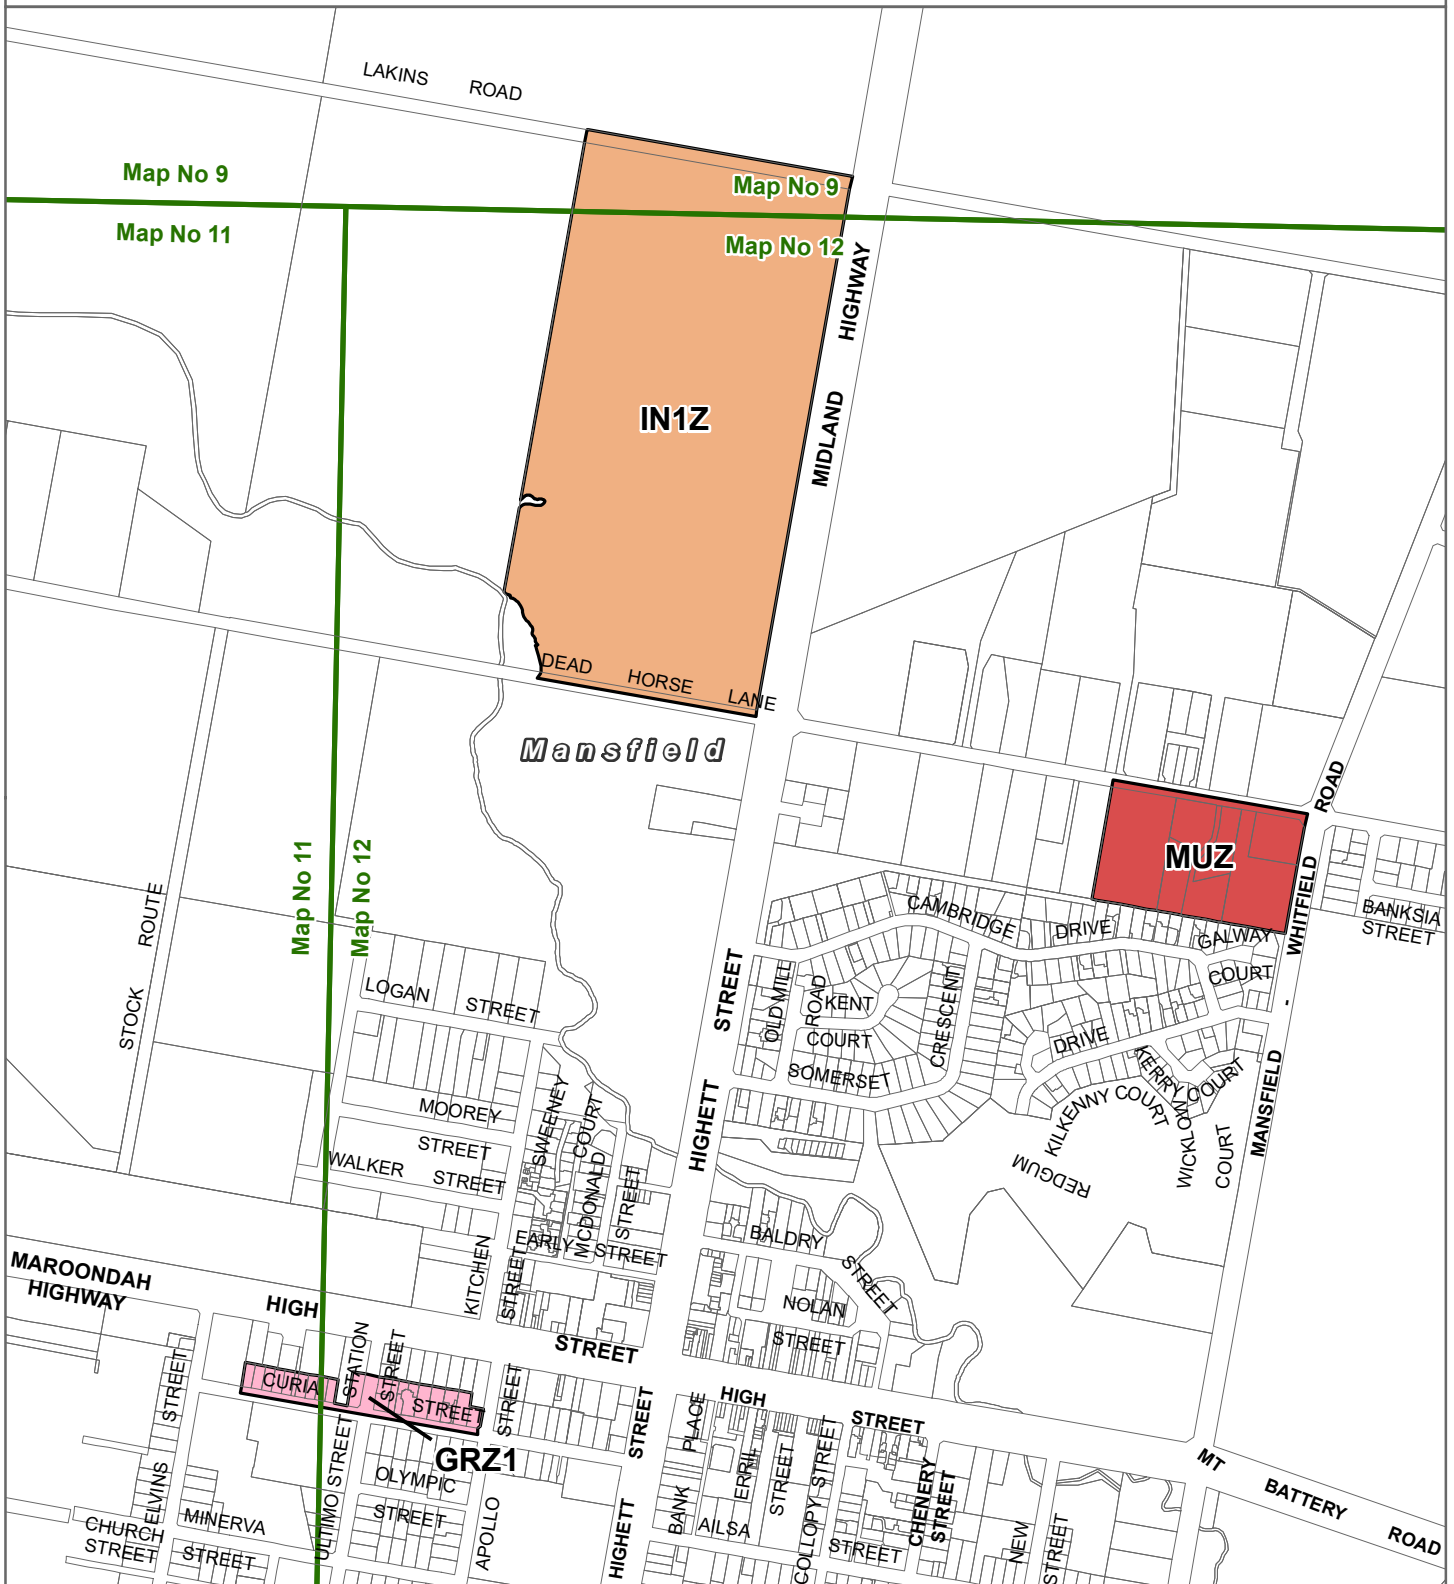 LAKINS ROAD
Map No 9
Map No 9
Map No 11
Map No 12
MIDLAND HIGHWAY
IN1Z
DEAD HORSE LANE
Mansfield
ROAD
MUZ
WHITFIELD
-
MANSFIELD
BANKSIA
STREET
Map No 11
Map No 12
STOCK ROUTE
CAMBRIDGE DRIVE
GALWAY
COURT
LOGAN STREET
STREET
HIGHETT
OLD MILL
ROAD
KENT
COURT
CRESCENT
SOMERSET
DRIVE
KERRY COURT
KILKENNY COURT
WICKLOW
COURT
REDGUM
MOOREY
STREET
SWEENEY
COURT
MCDONALD
STREET
WALKER
STREET
EARLY STREET
BALDRY
STREET
KITCHEN
STREET
NOLAN
STREET
MAROONDAH
HIGHWAY
HIGH
STREET
STATION
STREET
CURIA
STREET
GRZ1
STREET
ELVINS
STREET
HIGHETT
STREET
HIGH
STREET
BANK
PLACE
ERRIL
STREET
COLLOPY STREET
CHENERY
STREET
MT BATTERY ROAD
ULTIMO STREET
OLYMPIC
STREET
APOLLO
MINERVA
STREET
CHURCH
STREET
AILSA
STREET
NEW
STREET